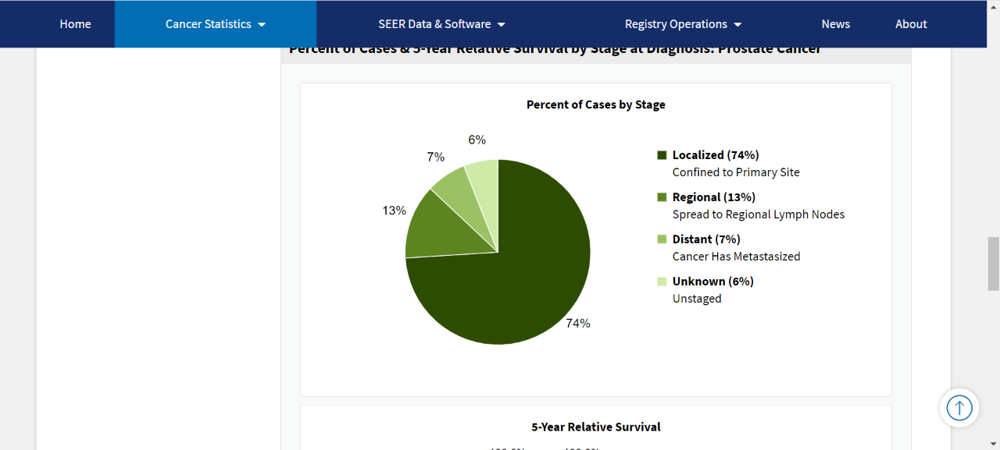 Home Cancer Statistics SEER Data & Software Registry Operations News About
Percent of Cases & 5-Year Relative Survival by Stage at Diagnosis: Prostate Cancer
Percent of Cases by Stage
6%
7%
13%
74%
Localized (74%)
Confined to Primary Site
Regional (13%)
Spread to Regional Lymph Nodes
Distant (7%)
Cancer Has Metastasized
Unknown (6%)
Unstaged
5-Year Relative Survival